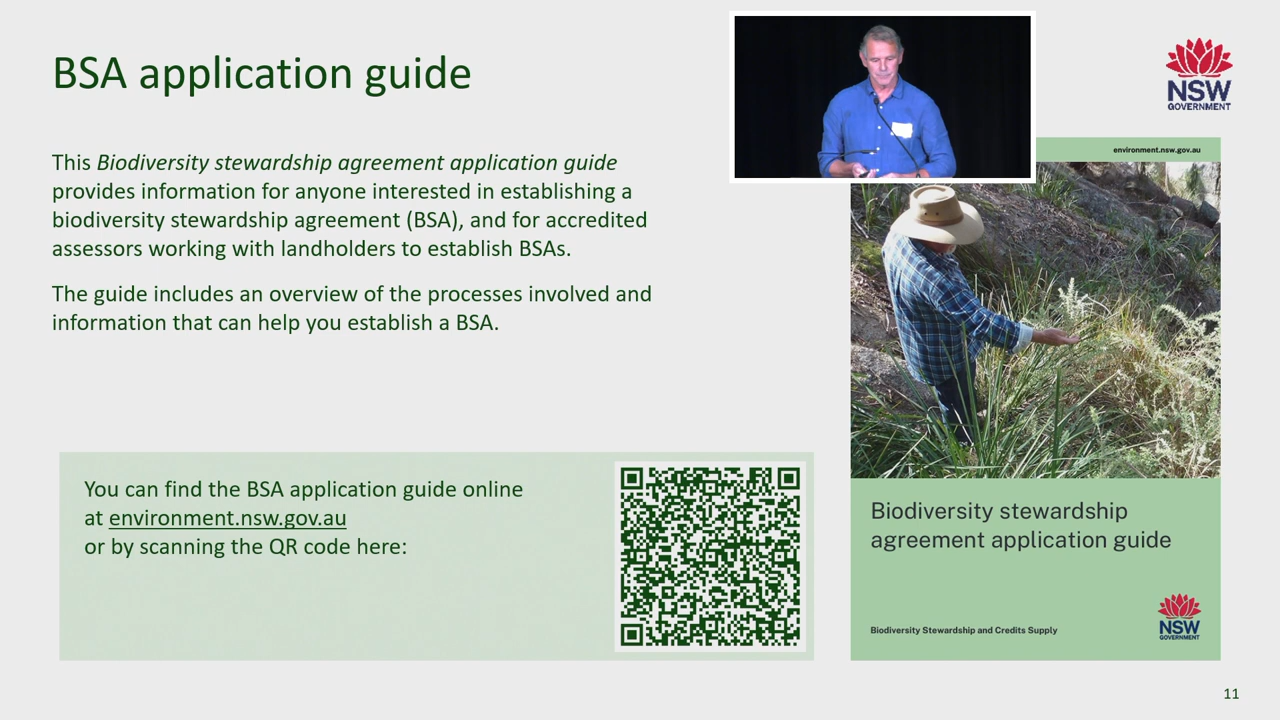 BSA application guide
NSW
GOVERNMENT
This Biodiversity stewardship agreement application guide
provides information for anyone interested in establishing a
biodiversity stewardship agreement (BSA), and for accredited
assessors working with landholders to establish BSAs.
The guide includes an overview of the processes involved and
information that can help you establish a BSA.
environment.nsw.gov.au
You can find the BSA application guide online
at environment.nsw.gov.au
or by scanning the QR code here:
Biodiversity stewardship
agreement application guide
Biodiversity Stewardship and Credits Supply
NSW
GOVERNMENT
11